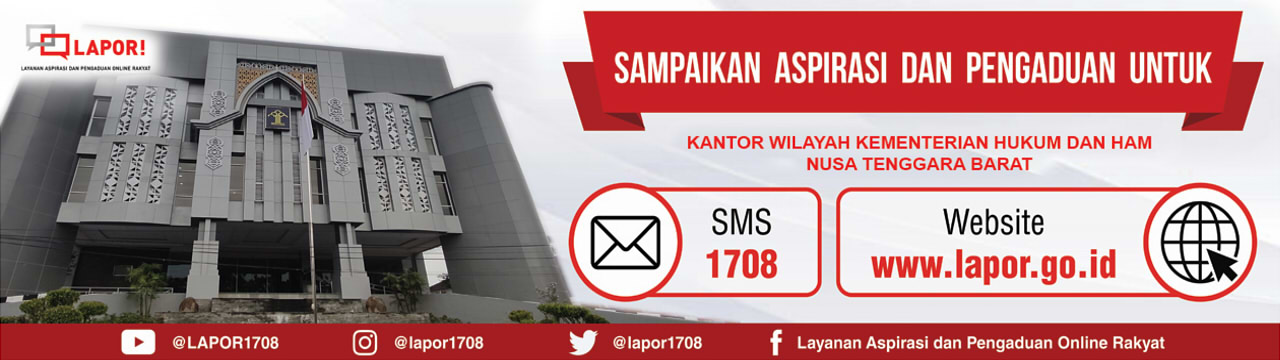 LAPOR!
LAYANAN ASPIRASI DAN PENGADUAN ONLINE RAKYAT
SAMPAIKAN ASPIRASI DAN PENGADUAN UNTUK
KANTOR WILAYAH KEMENTERIAN HUKUM DAN HAM
NUSA TENGGARA BARAT
SMS
1708
Website
www.lapor.go.id
@LAPOR1708
@lapor1708
@lapor1708
Layanan Aspirasi dan Pengaduan Online Rakyat